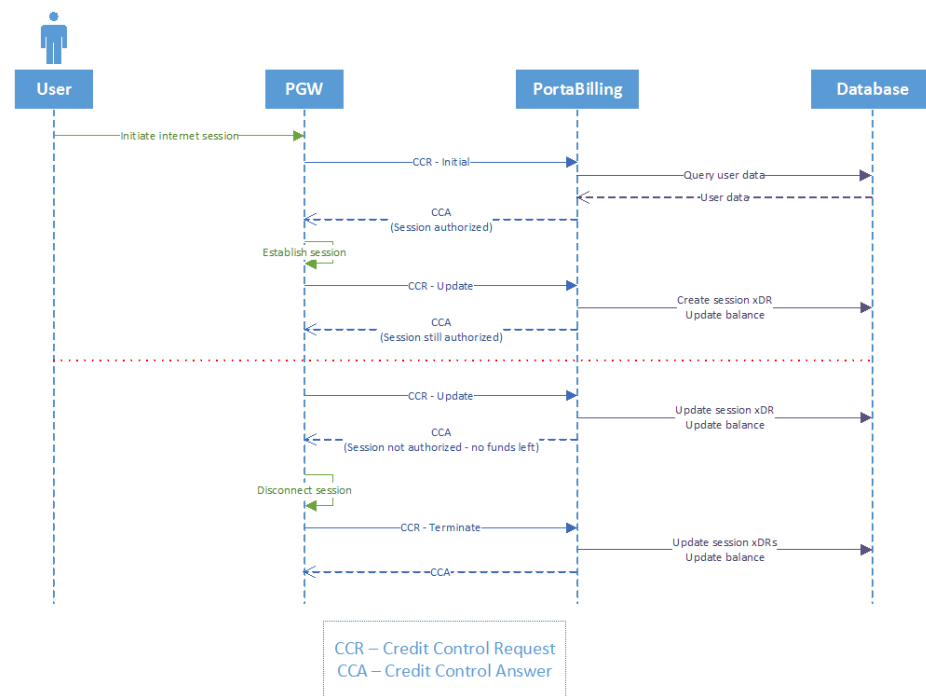 User
PGW
PortaBilling
Database
Initiate internet session
CCR - Initial
Query user data
User data
CCA
(Session authorized)
Establish session
CCR - Update
Create session xDR
Update balance
CCA
(Session still authorized)
CCR - Update
Update session xDR
Update balance
CCA
(Session not authorized - no funds left)
Disconnect session
CCR - Terminate
Update session xDRs
Update balance
CCA
CCR – Credit Control Request
CCA – Credit Control Answer